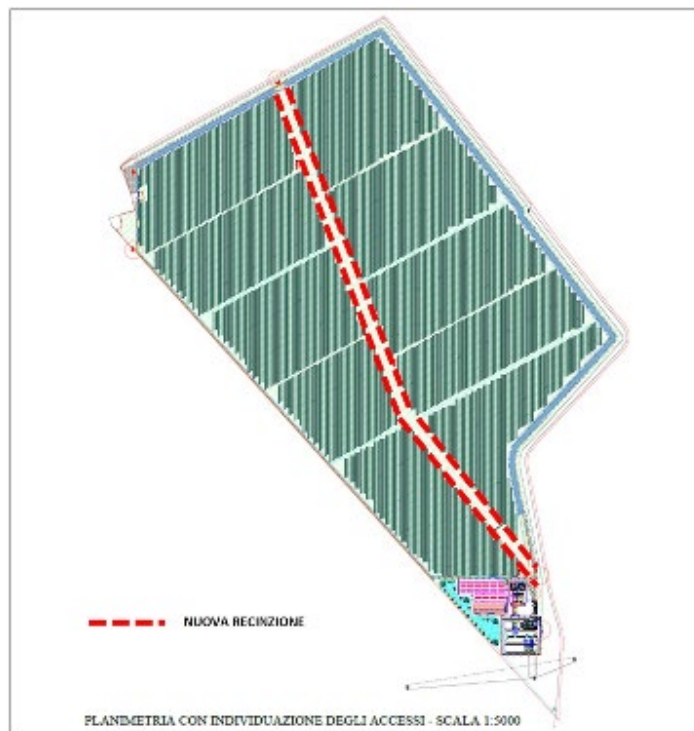 NUOVA RECINZIONE
PLANIMETRIA CON INDIVIDUAZIONE DEGLI ACCESSI - SCALA 1:5000